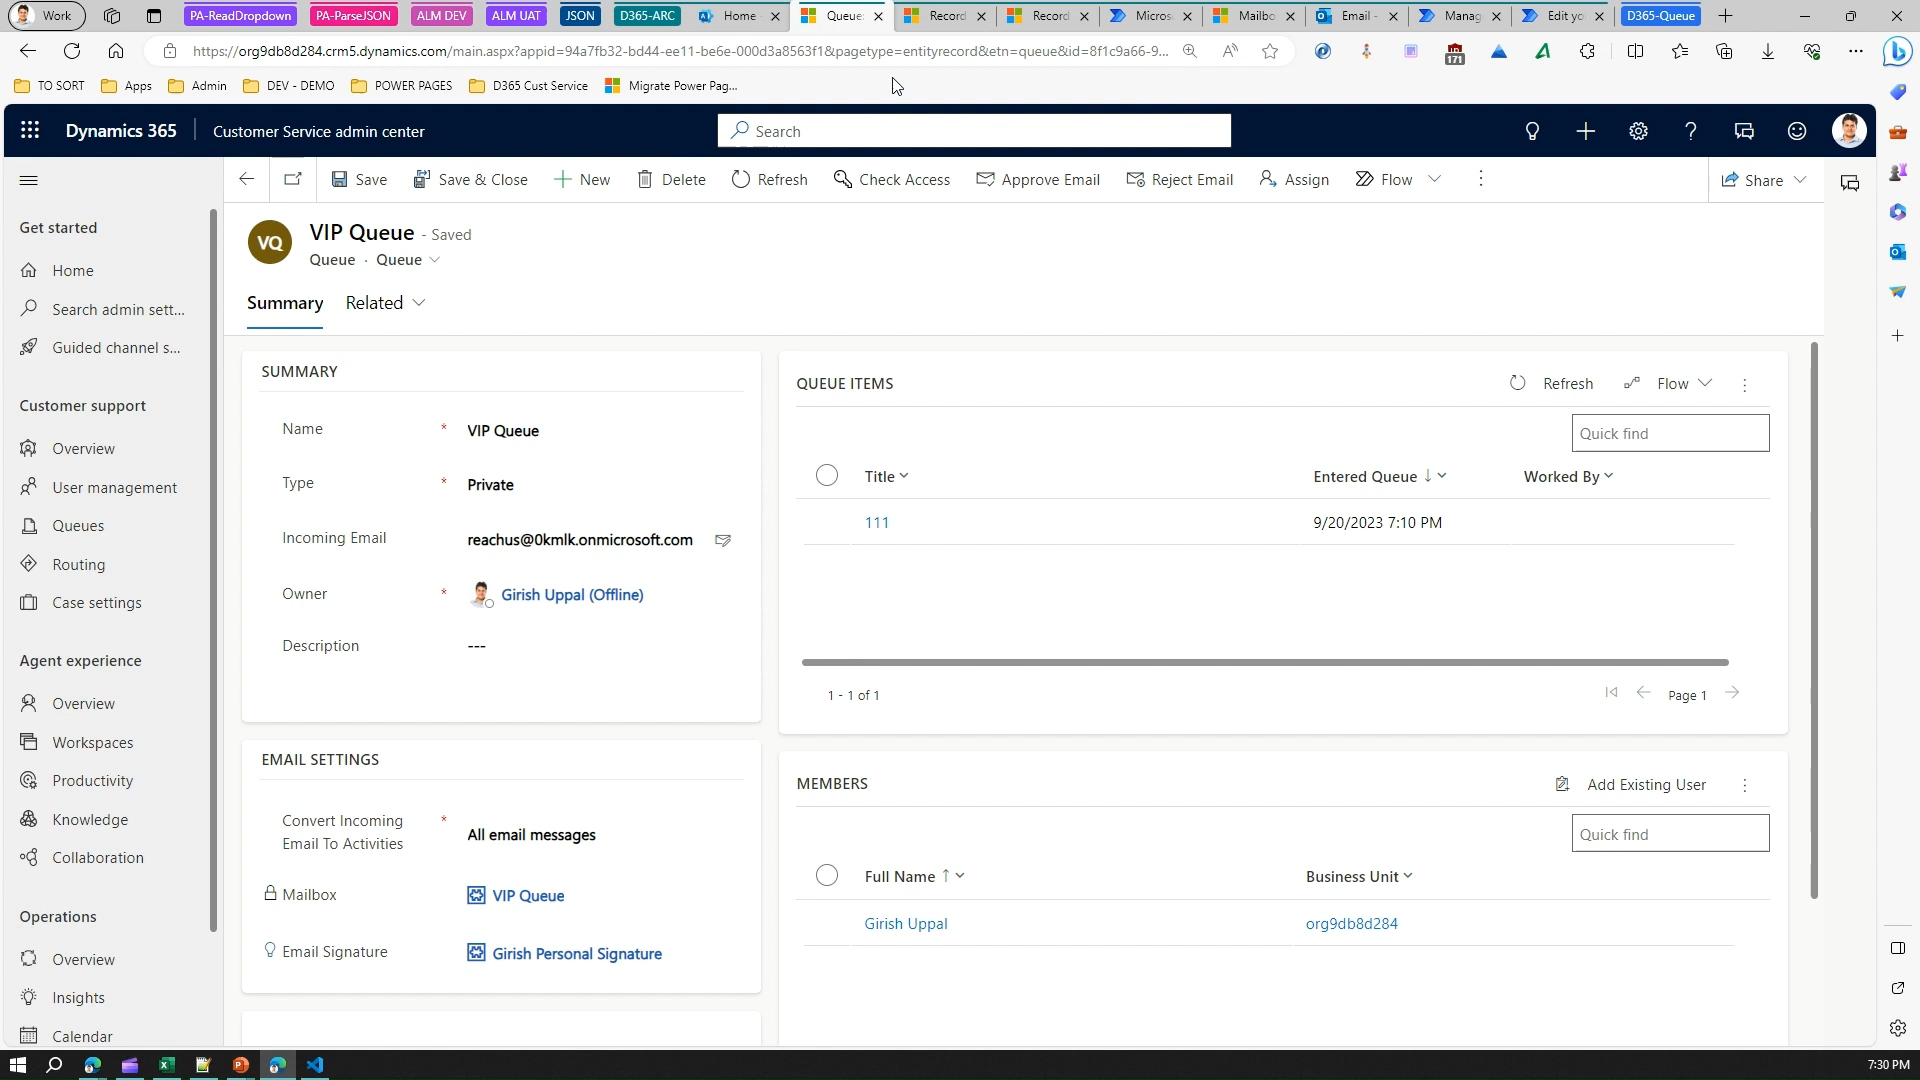 Work
PA-ReadDropdown
PA-ParseJSON
ALM DEV
ALM UAT
JSON
D365-ARC
Home
Queue:
Record
Record
Micros
Mailbo
Email -
Manag
Edit yo
D365-Queue
https://org9db8d284.crm5.dynamics.com/main.aspx?appid=94a7fb32-bd44-ee11-be6e-000d3a8563f1&pagetype=entityrecord&etn=queue&id=8f1c9a66-9...
171
TO SORT
Apps
Admin
DEV - DEMO
POWER PAGES
D365 Cust Service
Migrate Power Pag...
Dynamics 365
Customer Service admin center
Search
Save
Save & Close
New
Delete
Refresh
Check Access
Approve Email
Reject Email
Assign
Flow
Share
Get started
Home
Search admin sett...
Guided channel s...
Customer support
Overview
User management
Queues
Routing
Case settings
Agent experience
Overview
Workspaces
Productivity
Knowledge
Collaboration
Operations
Overview
Insights
Calendar
VQ
VIP Queue - Saved
Queue · Queue
Summary
Related
SUMMARY
Name * VIP Queue
Type * Private
Incoming Email reachus@0kmlk.onmicrosoft.com
Owner * Girish Uppal (Offline)
Description ---
EMAIL SETTINGS
Convert Incoming
Email To Activities
* All email messages
Mailbox VIP Queue
Email Signature Girish Personal Signature
QUEUE ITEMS
Refresh
Flow
Quick find
Title
Entered Queue
Worked By
111 9/20/2023 7:10 PM
1 - 1 of 1
Page 1
MEMBERS
Add Existing User
Quick find
Full Name
Business Unit
Girish Uppal org9db8d284
7:30 PM